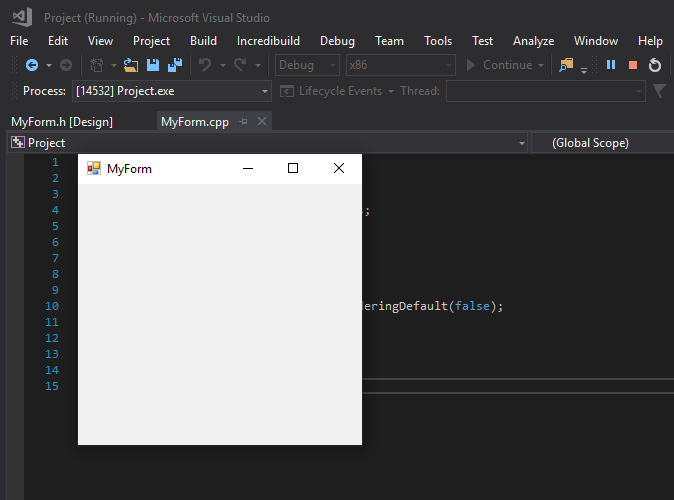 Project (Running) - Microsoft Visual Studio
File Edit View Project Build Incredibuild Debug Team Tools Test Analyze Window Help
Debug x86 Continue
Process: [14532] Project.exe Lifecycle Events Thread:
MyForm.h [Design] MyForm.cpp
Project (Global Scope)
1
MyForm
2
3
4 ;
5
6
7
8
9
10 eringDefault(false);
11
12
13
14
15